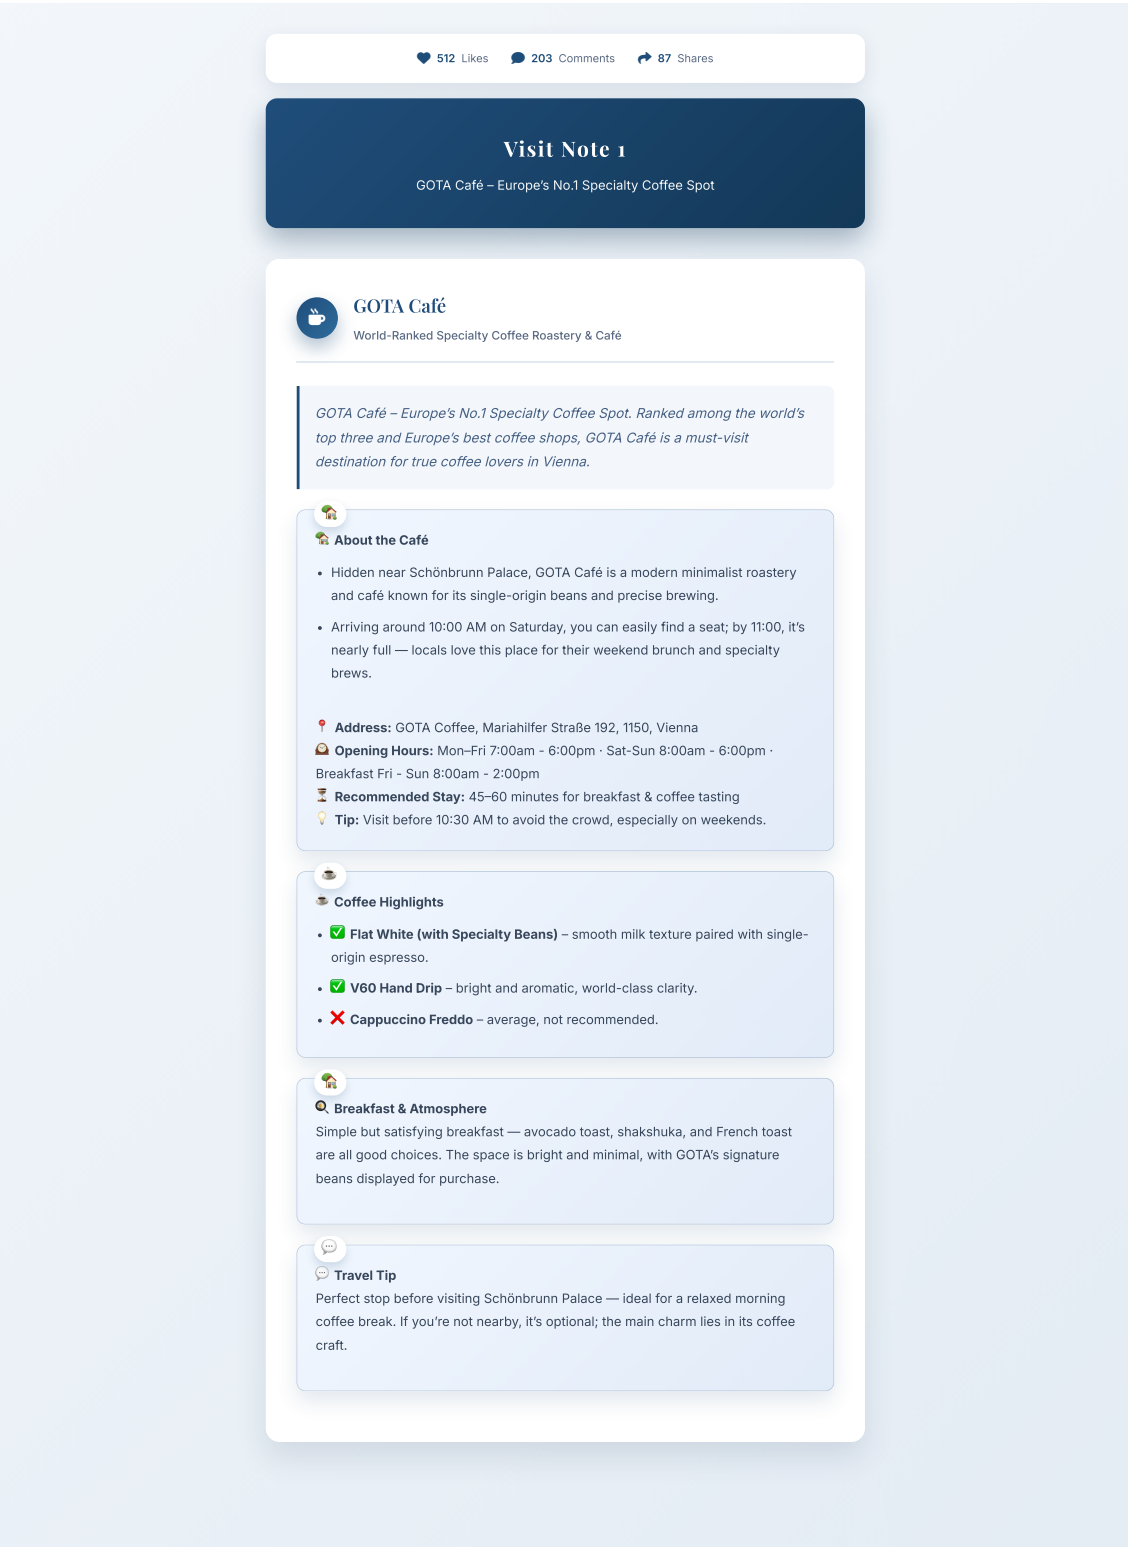 512 Likes 203 Comments 87 Shares
Visit Note 1
GOTA Café – Europe’s No.1 Specialty Coffee Spot
GOTA Café
World-Ranked Specialty Coffee Roastery & Café
GOTA Café – Europe’s No.1 Specialty Coffee Spot. Ranked among the world’s
top three and Europe’s best coffee shops, GOTA Café is a must-visit
destination for true coffee lovers in Vienna.
🏡
🏡 About the Café
• Hidden near Schönbrunn Palace, GOTA Café is a modern minimalist roastery
and café known for its single-origin beans and precise brewing.
• Arriving around 10:00 AM on Saturday, you can easily find a seat; by 11:00, it’s
nearly full — locals love this place for their weekend brunch and specialty
brews.
📍 Address: GOTA Coffee, Mariahilfer Straße 192, 1150, Vienna
🕰 Opening Hours: Mon–Fri 7:00am - 6:00pm · Sat-Sun 8:00am - 6:00pm ·
Breakfast Fri - Sun 8:00am - 2:00pm
⏳ Recommended Stay: 45–60 minutes for breakfast & coffee tasting
💡 Tip: Visit before 10:30 AM to avoid the crowd, especially on weekends.
☕
☕ Coffee Highlights
• ✅ Flat White (with Specialty Beans) – smooth milk texture paired with single-
origin espresso.
• ✅ V60 Hand Drip – bright and aromatic, world-class clarity.
• ❌ Cappuccino Freddo – average, not recommended.
🏡
🍳 Breakfast & Atmosphere
Simple but satisfying breakfast — avocado toast, shakshuka, and French toast
are all good choices. The space is bright and minimal, with GOTA’s signature
beans displayed for purchase.
💬
💬 Travel Tip
Perfect stop before visiting Schönbrunn Palace — ideal for a relaxed morning
coffee break. If you’re not nearby, it’s optional; the main charm lies in its coffee
craft.